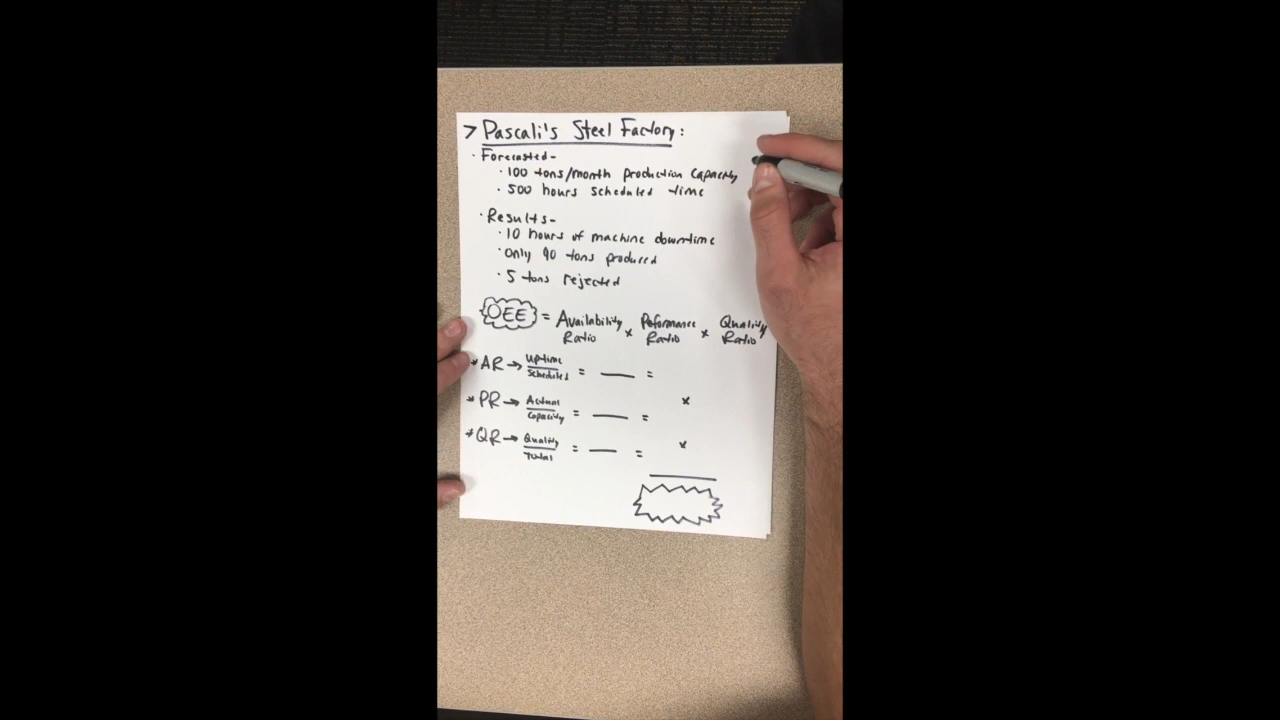 > Pascali's Steel Factory:
· Forecasted-
· 100 tons/month production capacity
· 500 hours scheduled time
· Results-
· 10 hours of machine downtime
· Only 90 tons produced
· 5 tons rejected
OEE = Availability Ratio x Peformance Ratio x Quality Ratio
* AR → Uptime/Scheduled = ___ =
x
* PR → Actual/Capacity = ___ =
x
* QR → Quality/Total = ___ =